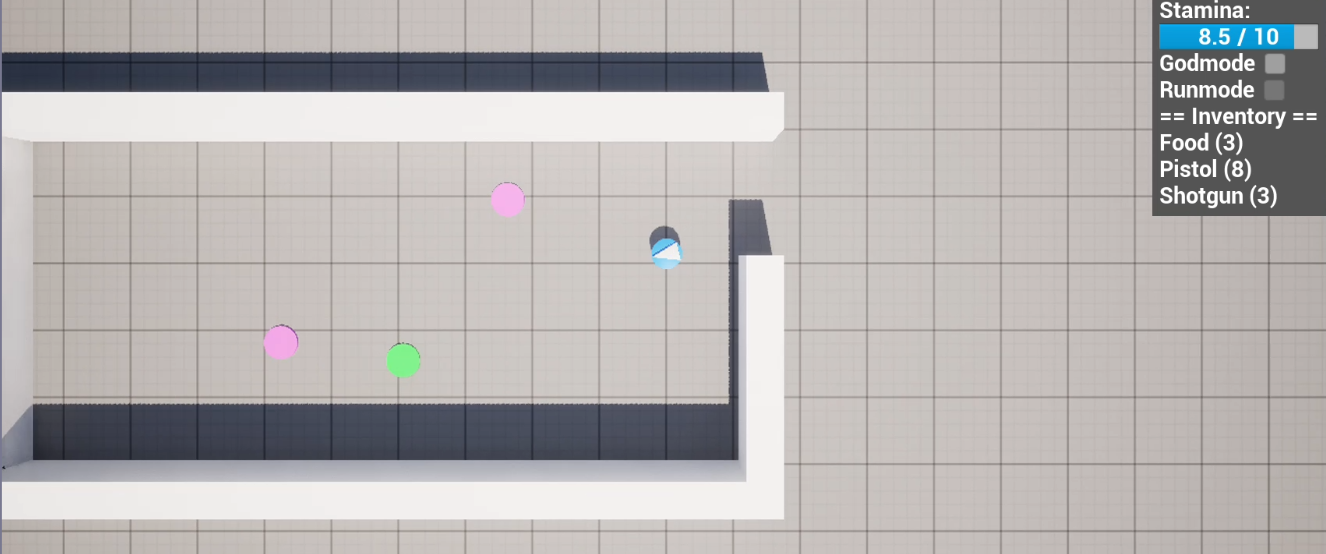 Stamina:
8.5 / 10
Godmode
Runmode
== Inventory ==
Food (3)
Pistol (8)
Shotgun (3)